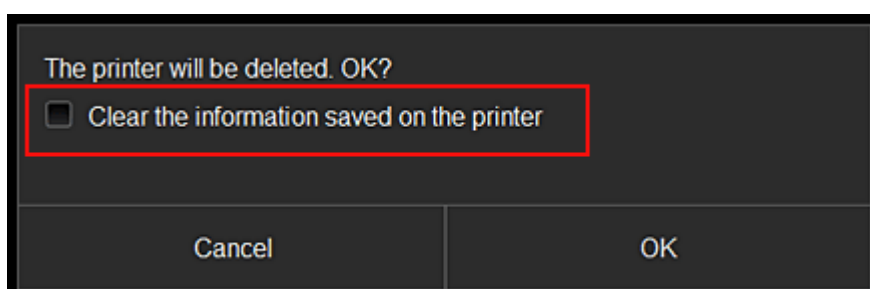 The printer will be deleted. OK?
Clear the information saved on the printer
Cancel
OK